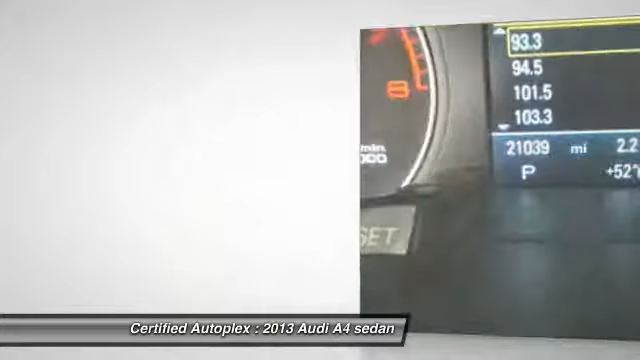 93.3
94.5
101.5
103.3
8
21039 mi 2.2
P +52°
SET
Certified Autoplex : 2013 Audi A4 sedan